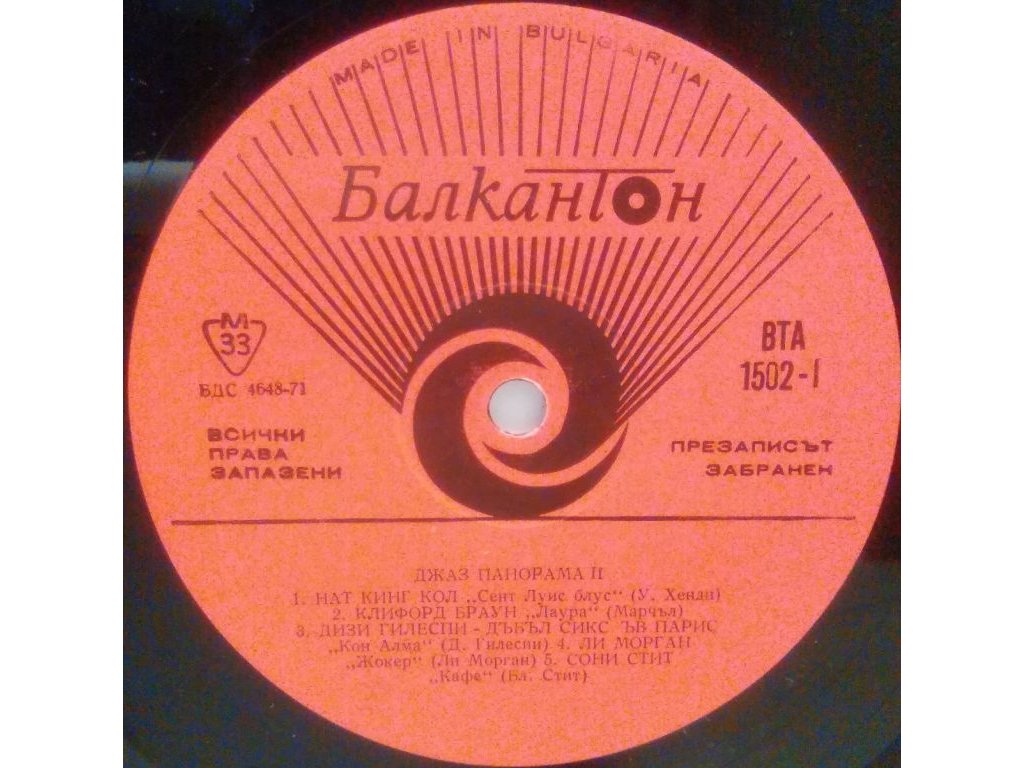 MADE IN BULGARIA
Балкантон
М
33
БДС 4648-71
ВТА
1502-I
ВСИЧКИ
ПРАВА
ЗАПАЗЕНИ
ПРЕЗАПИСЪТ
ЗАБРАНЕН
ДЖАЗ ПАНОРАМА II
1. НАТ КИНГ КОЛ „Сент Луис блус“ (У. Хенди)
2. КЛИФОРД БРАУН „Лаура“ (Марчъл)
3. ДИЗИ ГИЛЕСПИ - ДЪБЪЛ СИКС ЪВ ПАРИС
„Кон Алма“ (Д. Гилеспи) 4. ЛИ МОРГАН
„Жокер“ (Ли Морган) 5. СОНИ СТИТ
„Кафе“ (Ел. Стит)